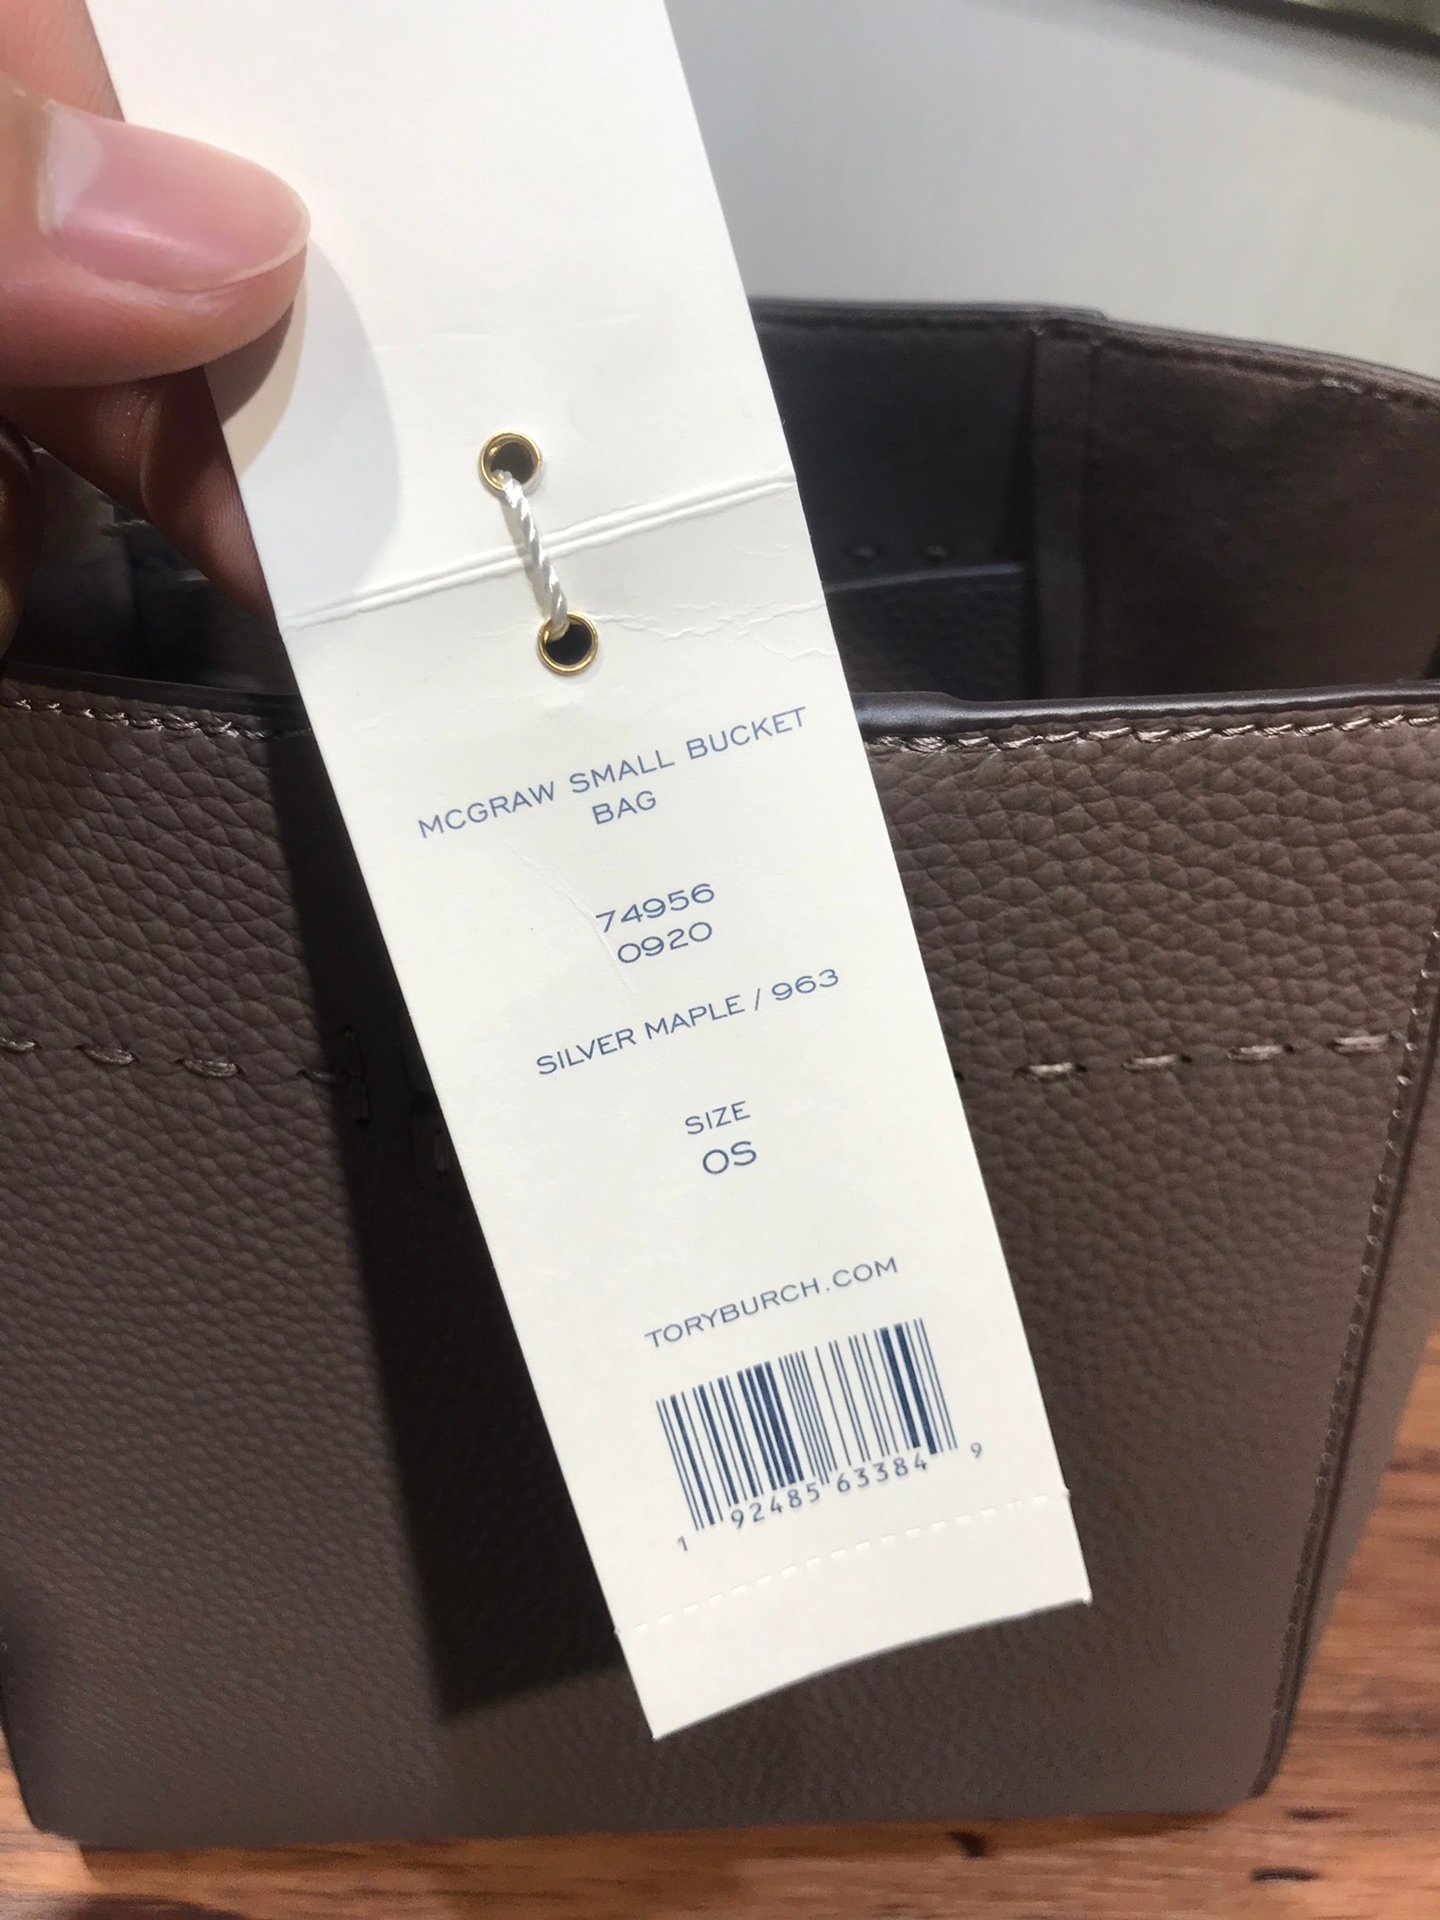 MCGRAW SMALL BUCKET
BAG
74956
0920
SILVER MAPLE / 963
SIZE
OS
TORYBURCH.COM
1 92485 63384 9